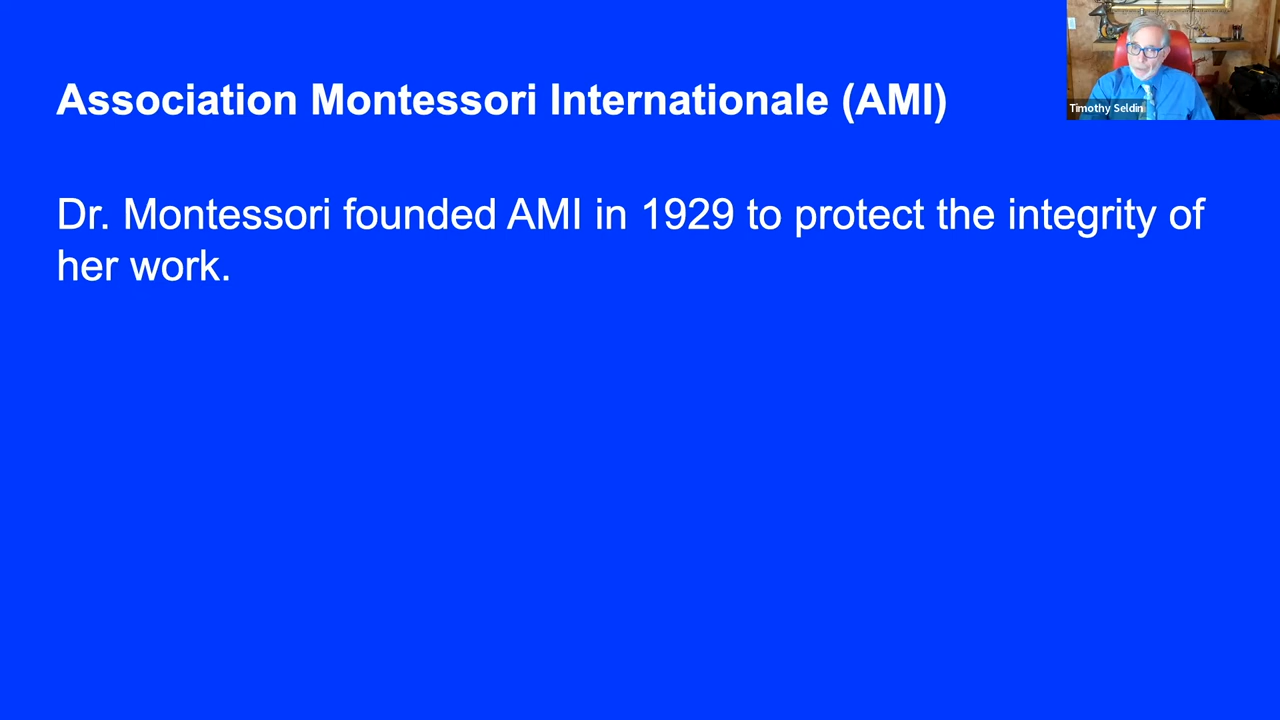 Association Montessori Internationale (AMI)
Timothy Seldin
Dr. Montessori founded AMI in 1929 to protect the integrity of
her work.